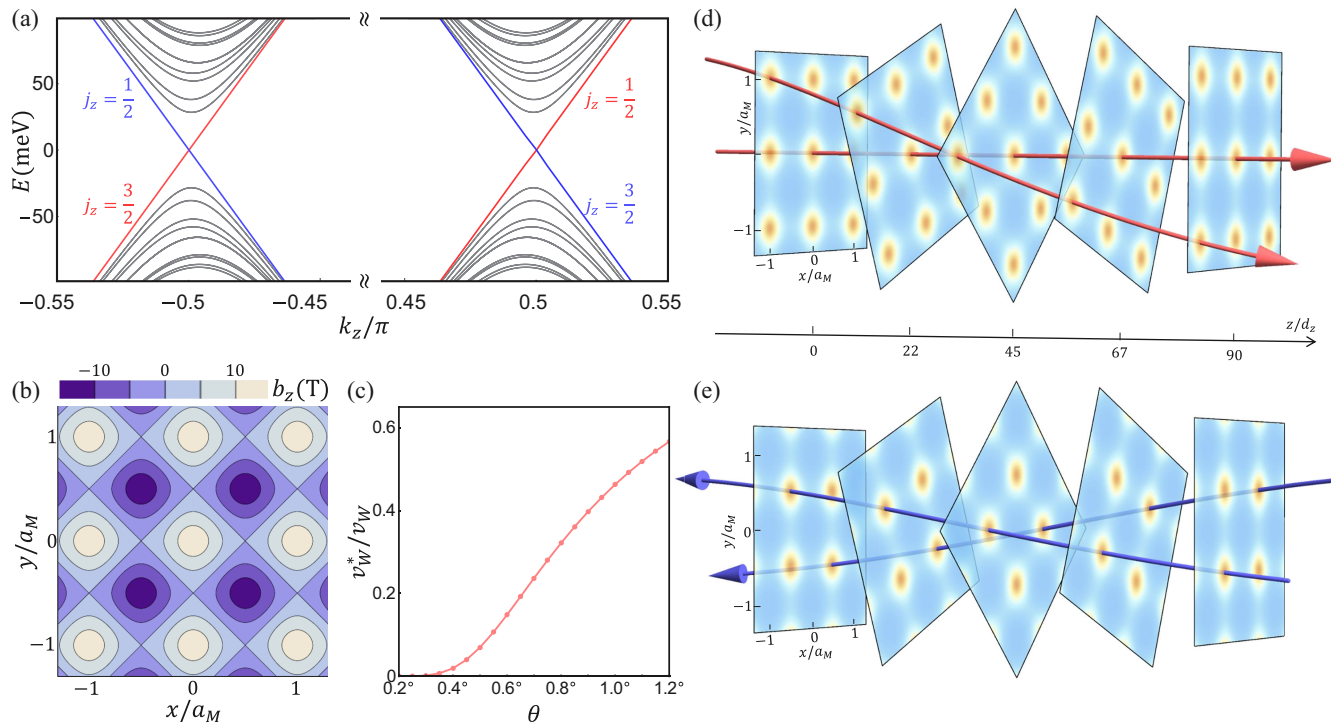 (a)
E(meV)
50
0
−50
j_z = 1/2
j_z = 3/2
j_z = 1/2
j_z = 3/2
≈
≈
−0.55 −0.5 −0.45 0.45 0.5 0.55
k_z/π
(b)
−10 0 10 b_z(T)
y/a_M
1
0
−1
−1 0 1
x/a_M
(c)
v*_W/v_W
0.6
0.4
0.2
0
0.2° 0.4° 0.6° 0.8° 1.0° 1.2°
θ
(d)
y/a_M
1
0
−1
−1 0 1
x/a_M
z/d_z
0 22 45 67 90
(e)
y/a_M
1
0
−1
−1 0 1
x/a_M